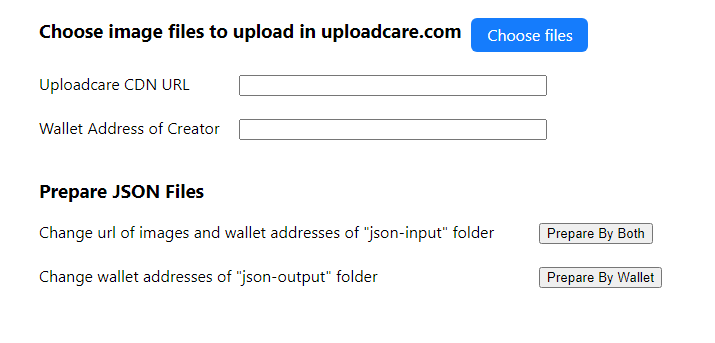 Choose image files to upload in uploadcare.com Choose files
Uploadcare CDN URL
Wallet Address of Creator
Prepare JSON Files
Change url of images and wallet addresses of "json-input" folder Prepare By Both
Change wallet addresses of "json-output" folder Prepare By Wallet